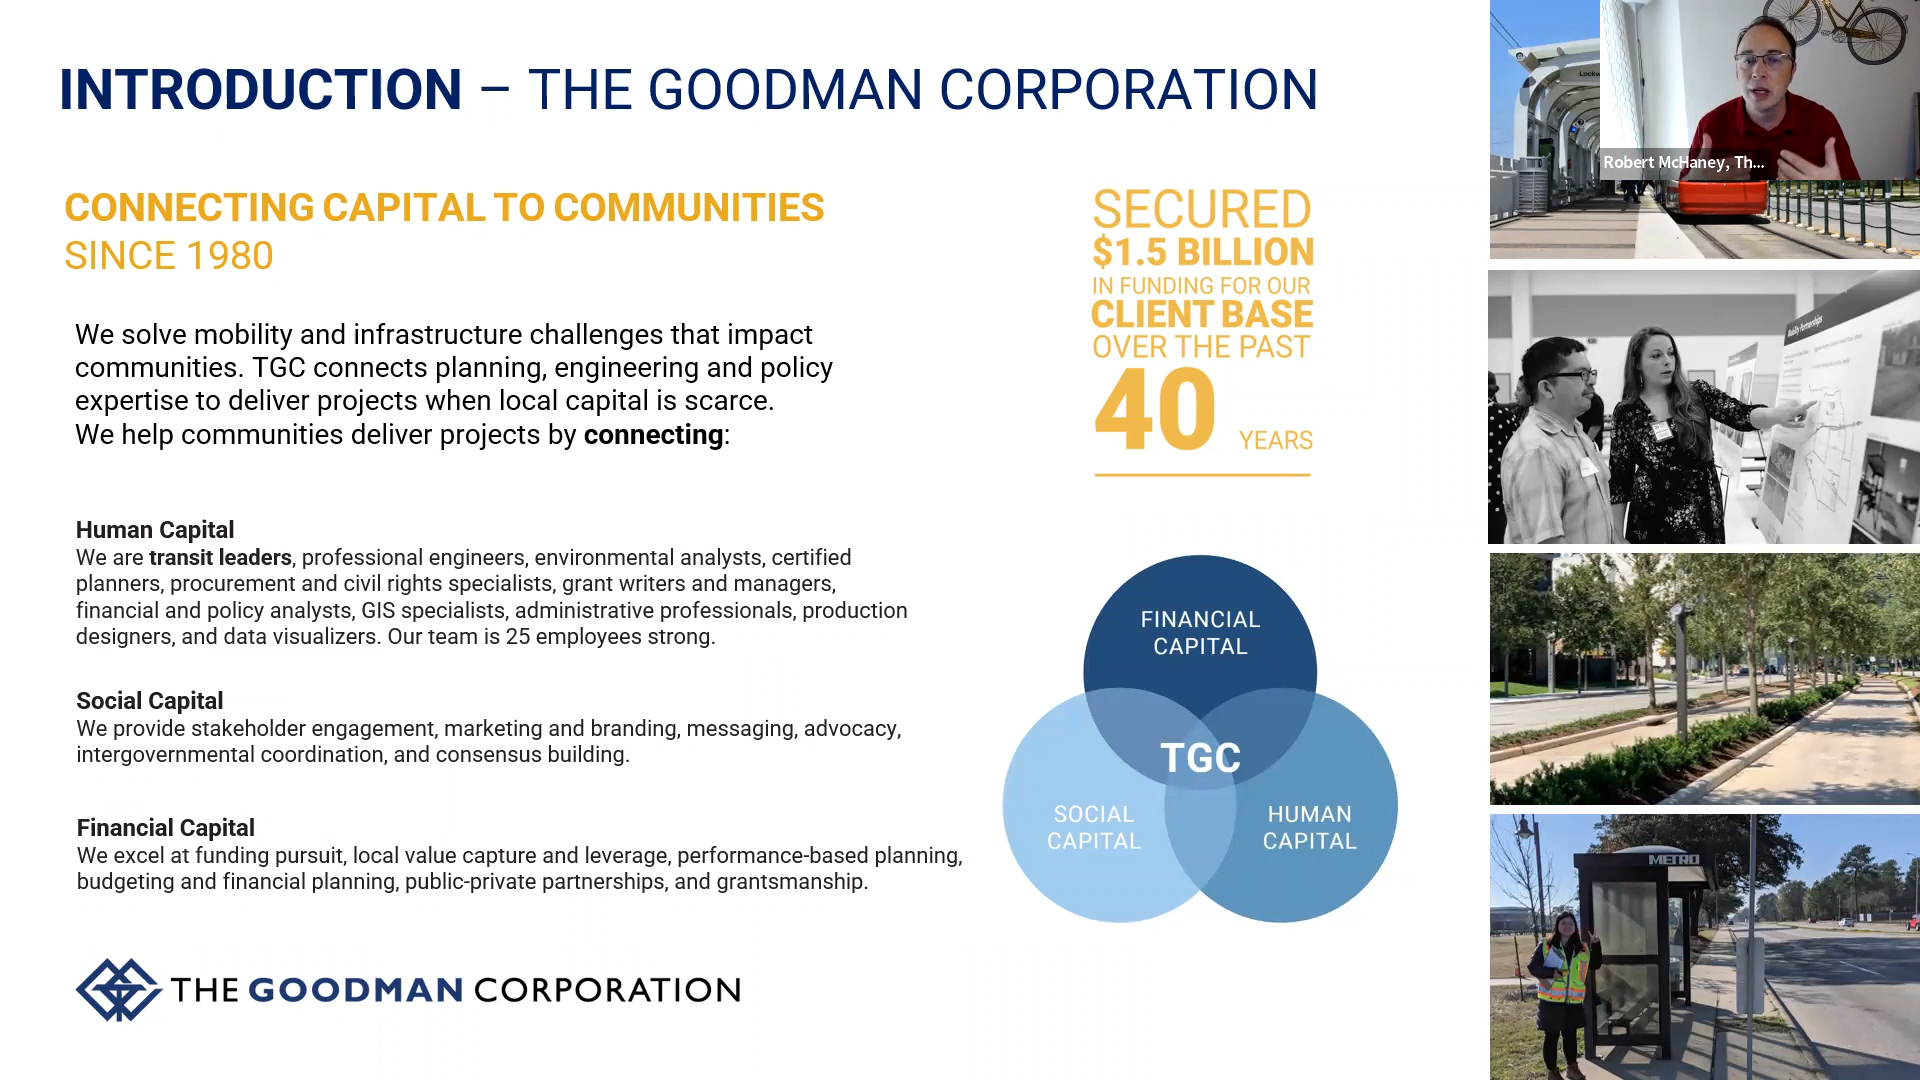 INTRODUCTION – THE GOODMAN CORPORATION
CONNECTING CAPITAL TO COMMUNITIES
SINCE 1980
We solve mobility and infrastructure challenges that impact
communities. TGC connects planning, engineering and policy
expertise to deliver projects when local capital is scarce.
We help communities deliver projects by connecting:
Human Capital
We are transit leaders, professional engineers, environmental analysts, certified
planners, procurement and civil rights specialists, grant writers and managers,
financial and policy analysts, GIS specialists, administrative professionals, production
designers, and data visualizers. Our team is 25 employees strong.
Social Capital
We provide stakeholder engagement, marketing and branding, messaging, advocacy,
intergovernmental coordination, and consensus building.
Financial Capital
We excel at funding pursuit, local value capture and leverage, performance-based planning,
budgeting and financial planning, public-private partnerships, and grantsmanship.
THE GOODMAN CORPORATION
SECURED
$1.5 BILLION
IN FUNDING FOR OUR
CLIENT BASE
OVER THE PAST
40 YEARS
FINANCIAL
CAPITAL
TGC
SOCIAL
CAPITAL
HUMAN
CAPITAL
Robert McHaney, Th...
Mobility Partnerships
METRO